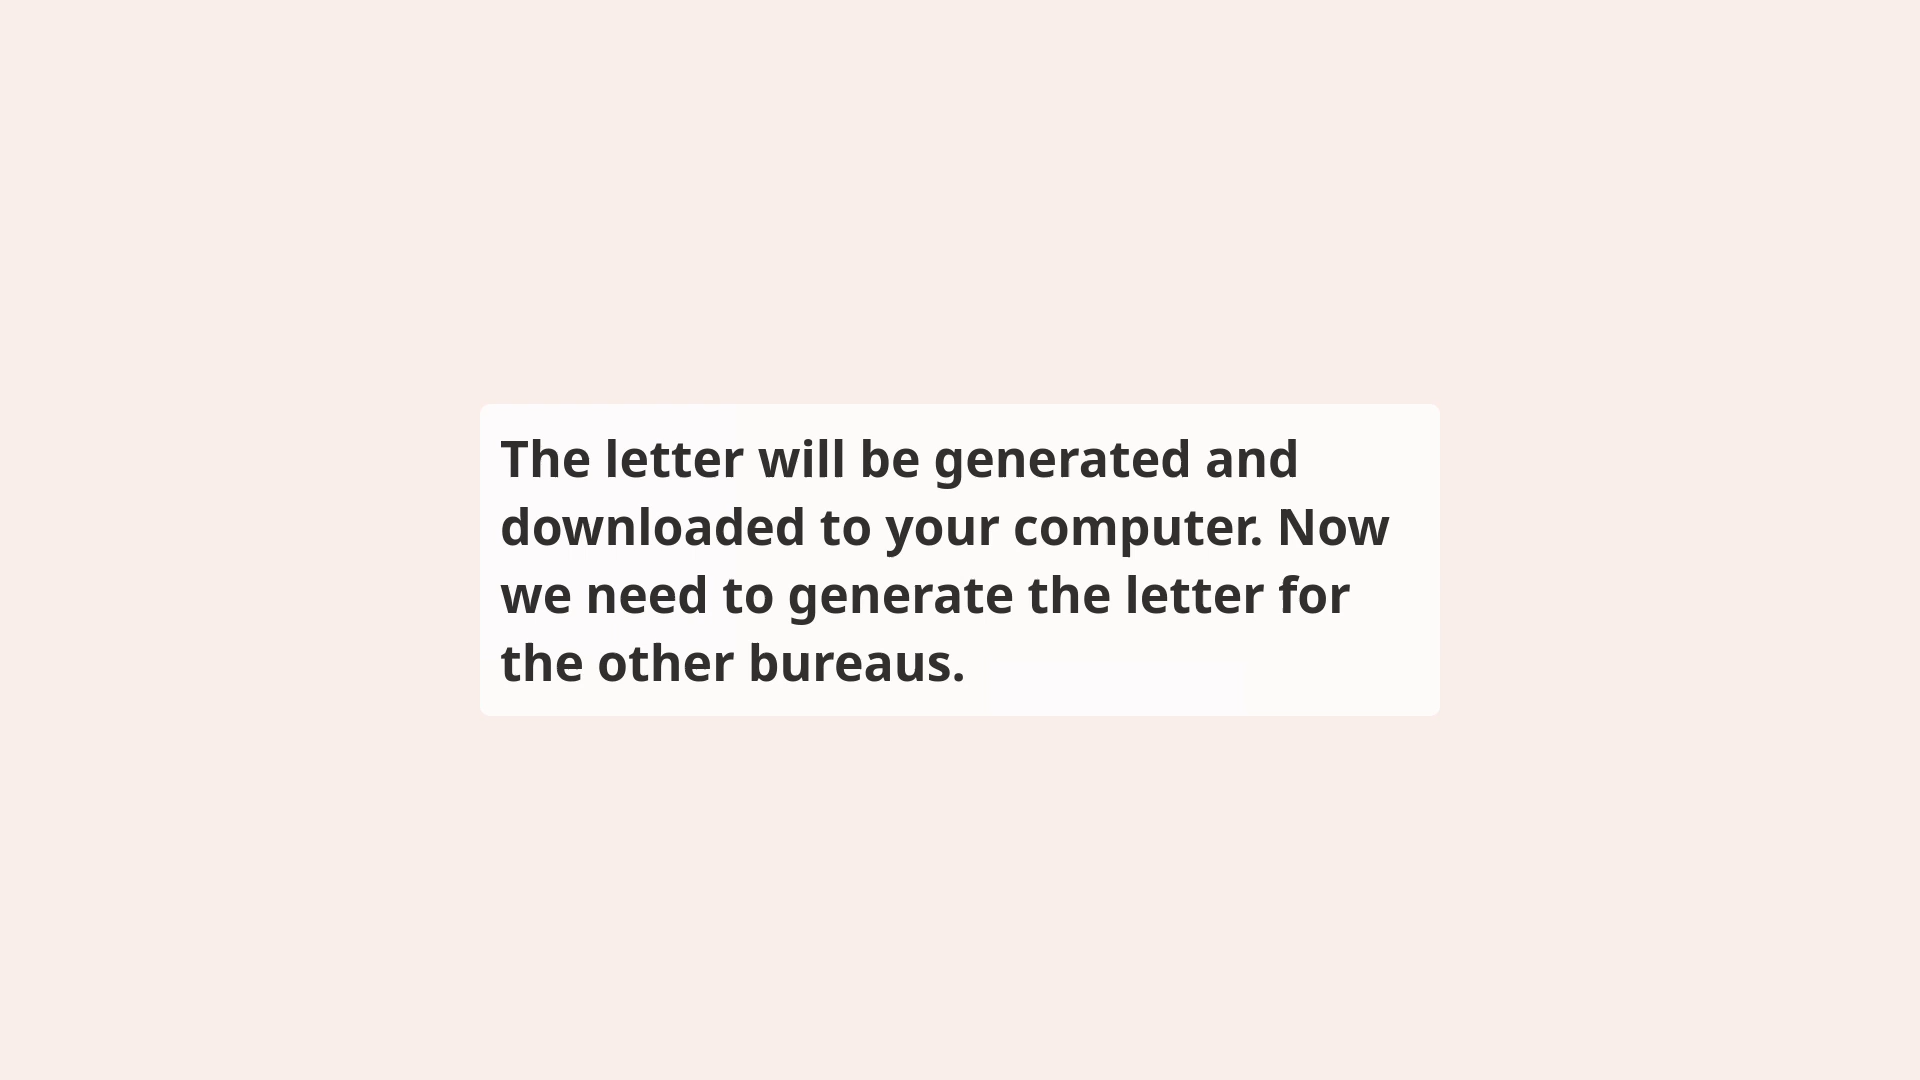 The letter will be generated and
downloaded to your computer. Now
we need to generate the letter for
the other bureaus.